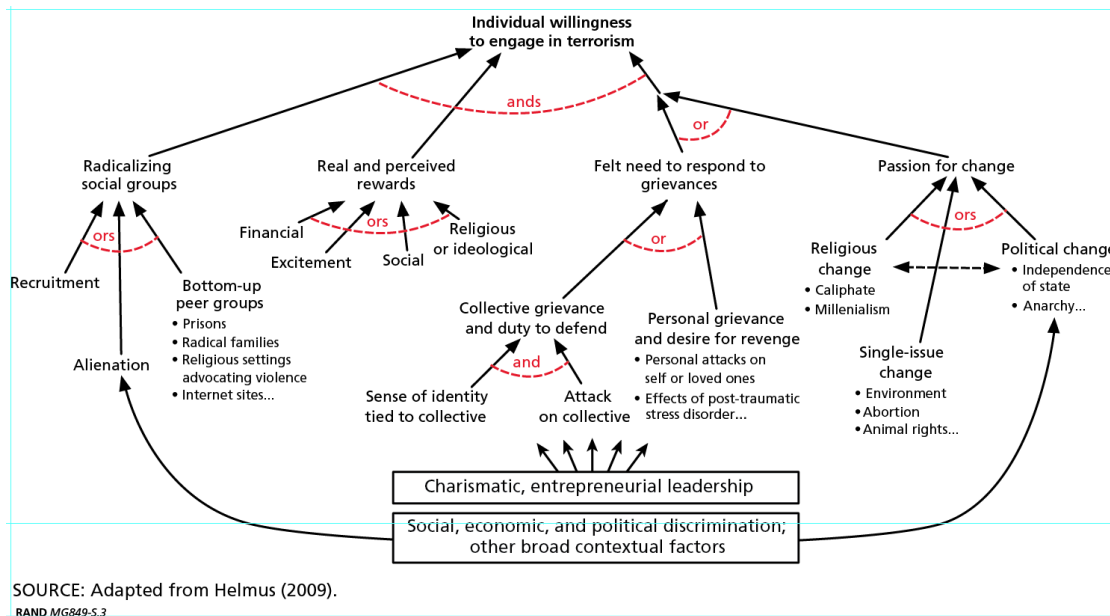 Individual willingness
to engage in terrorism
ands
or
Radicalizing
social groups
Real and perceived
rewards
Felt need to respond to
grievances
Passion for change
ors
Financial
Excitement
ors
Social
Religious
or ideological
or
ors
Recruitment
Bottom-up
peer groups
• Prisons
• Radical families
• Religious settings
advocating violence
• Internet sites...
Alienation
Collective grievance
and duty to defend
and
Sense of identity
tied to collective
Attack
on collective
Personal grievance
and desire for revenge
• Personal attacks on
self or loved ones
• Effects of post-traumatic
stress disorder...
Religious
change
• Caliphate
• Millenialism
Single-issue
change
• Environment
• Abortion
• Animal rights...
Political change
• Independence
of state
• Anarchy...
Charismatic, entrepreneurial leadership
Social, economic, and political discrimination;
other broad contextual factors
SOURCE: Adapted from Helmus (2009).
RAND MG849-S.3